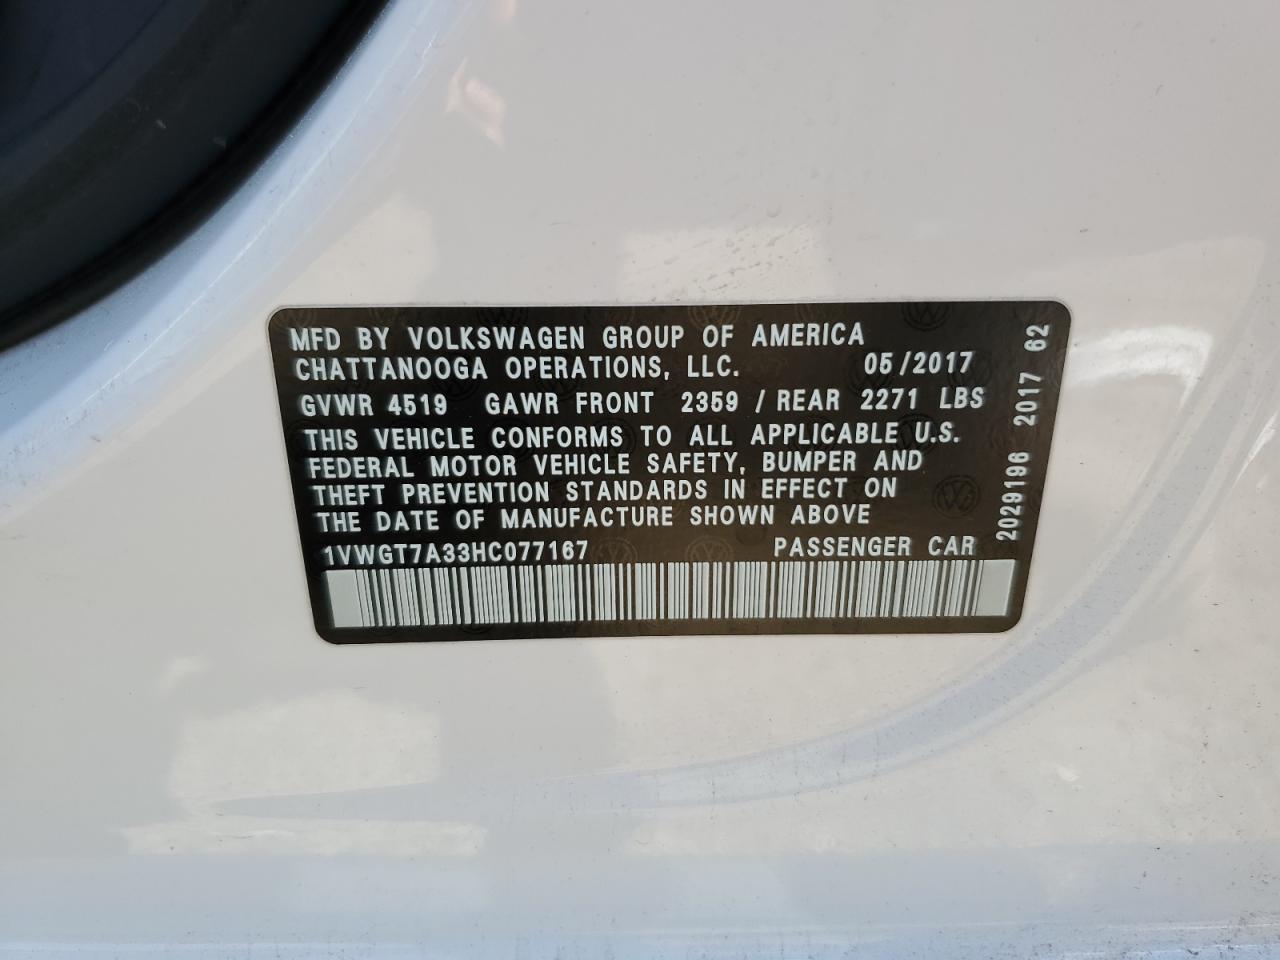 MFD BY VOLKSWAGEN GROUP OF AMERICA
CHATTANOOGA OPERATIONS, LLC. 05/2017
GVWR 4519 GAWR FRONT 2359 / REAR 2271 LBS
THIS VEHICLE CONFORMS TO ALL APPLICABLE U.S.
FEDERAL MOTOR VEHICLE SAFETY, BUMPER AND
THEFT PREVENTION STANDARDS IN EFFECT ON
THE DATE OF MANUFACTURE SHOWN ABOVE
1VWGT7A33HC077167 PASSENGER CAR
2029196 2017 62